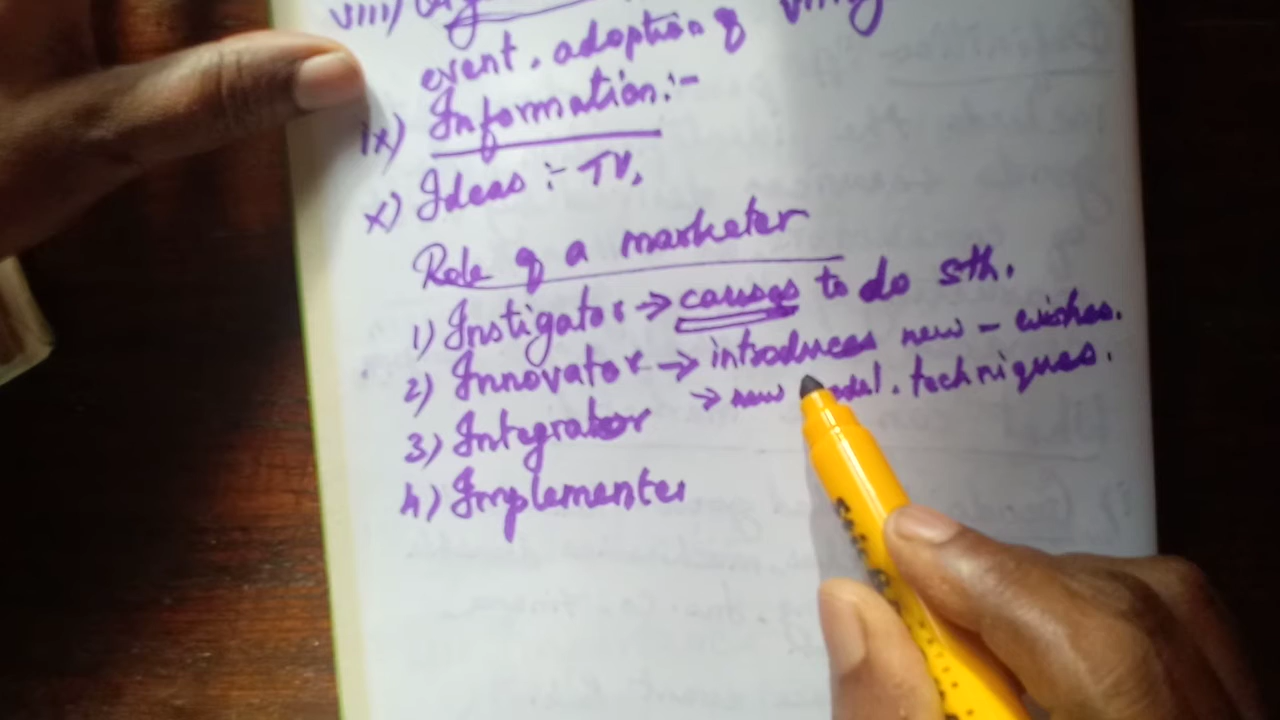 viii)
event, adoption of
ix) Information:-
x) Ideas :- TV,
Role of a marketer
1) Instigator → causes to do sth.
2) Innovator → introduces new - wishes.
→ new model. techniques.
3) Integrator
4) Implementer